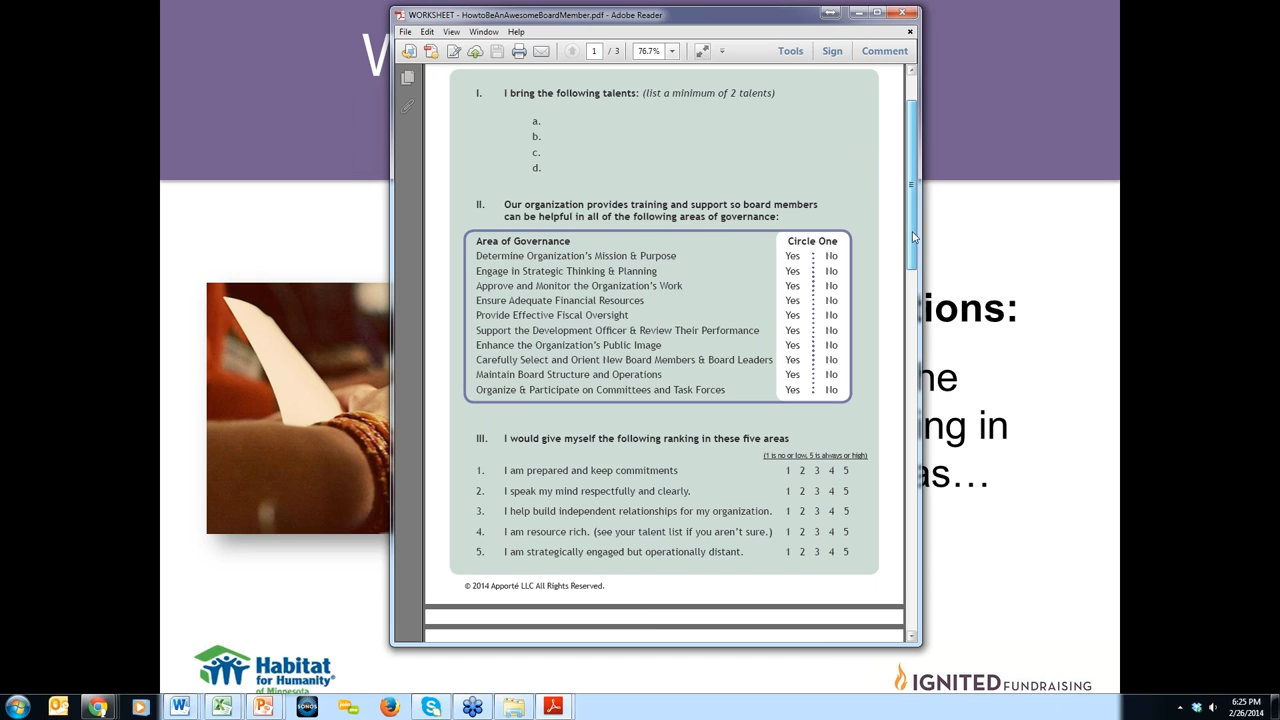 W
WORKSHEET - HowtoBeAnAwesomeBoardMember.pdf - Adobe Reader
File Edit View Window Help
1 / 3 76.7% Tools Sign Comment
I. I bring the following talents: (list a minimum of 2 talents)
a.
b.
c.
d.
II. Our organization provides training and support so board members
can be helpful in all of the following areas of governance:
Area of Governance Circle One
Determine Organization's Mission & Purpose Yes No
Engage in Strategic Thinking & Planning Yes No
Approve and Monitor the Organization's Work Yes No
Ensure Adequate Financial Resources Yes No
Provide Effective Fiscal Oversight Yes No
Support the Development Officer & Review Their Performance Yes No
Enhance the Organization's Public Image Yes No
Carefully Select and Orient New Board Members & Board Leaders Yes No
Maintain Board Structure and Operations Yes No
Organize & Participate on Committees and Task Forces Yes No
III. I would give myself the following ranking in these five areas
(1 is no or low, 5 is always or high)
1. I am prepared and keep commitments 1 2 3 4 5
2. I speak my mind respectfully and clearly. 1 2 3 4 5
3. I help build independent relationships for my organization. 1 2 3 4 5
4. I am resource rich. (see your talent list if you aren't sure.) 1 2 3 4 5
5. I am strategically engaged but operationally distant. 1 2 3 4 5
© 2014 Apporté LLC All Rights Reserved.
ions:
ne
ng in
as…
Habitat
for Humanity®
of Minnesota
IGNITED FUNDRAISING
SONOS
6:25 PM
2/26/2014